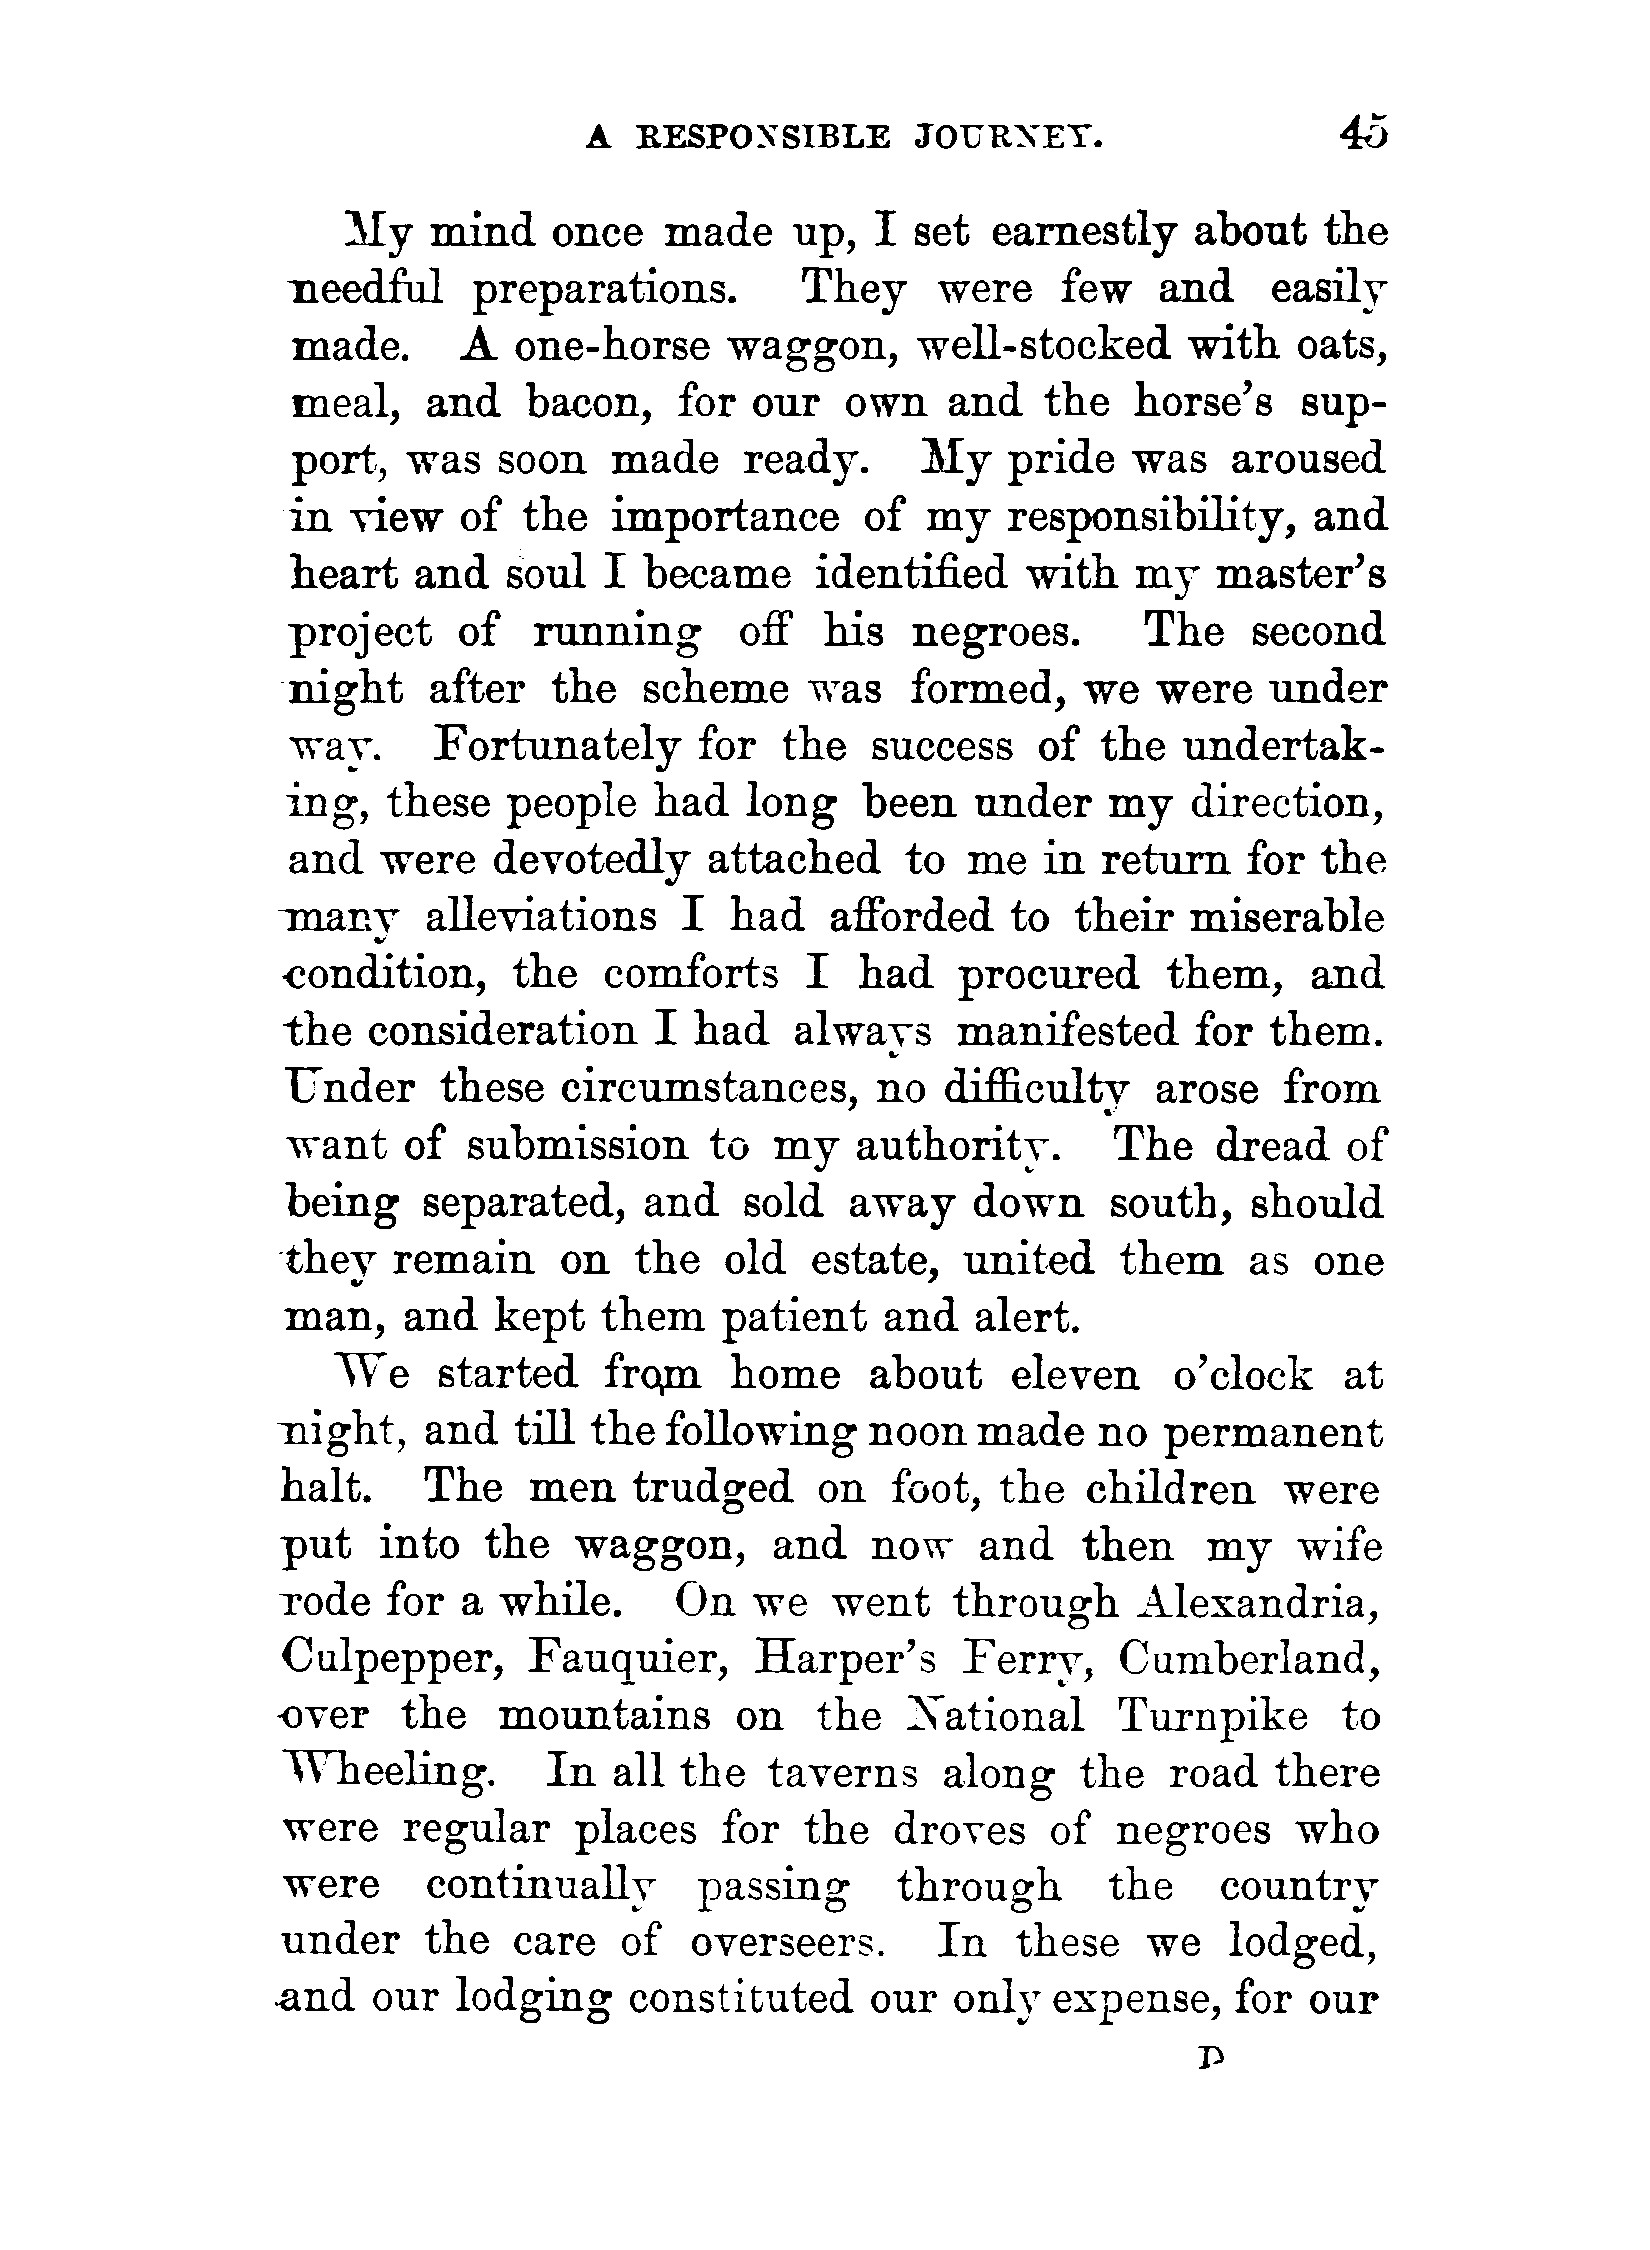 A RESPONSIBLE JOURNEY. 45
My mind once made up, I set earnestly about the
needful preparations. They were few and easily
made. A one-horse waggon, well-stocked with oats,
meal, and bacon, for our own and the horse's sup-
port, was soon made ready. My pride was aroused
in view of the importance of my responsibility, and
heart and soul I became identified with my master's
project of running off his negroes. The second
night after the scheme was formed, we were under
way. Fortunately for the success of the undertak-
ing, these people had long been under my direction,
and were devotedly attached to me in return for the
many alleviations I had afforded to their miserable
condition, the comforts I had procured them, and
the consideration I had always manifested for them.
Under these circumstances, no difficulty arose from
want of submission to my authority. The dread of
being separated, and sold away down south, should
they remain on the old estate, united them as one
man, and kept them patient and alert.
We started from home about eleven o'clock at
night, and till the following noon made no permanent
halt. The men trudged on foot, the children were
put into the waggon, and now and then my wife
rode for a while. On we went through Alexandria,
Culpepper, Fauquier, Harper's Ferry, Cumberland,
over the mountains on the National Turnpike to
Wheeling. In all the taverns along the road there
were regular places for the droves of negroes who
were continually passing through the country
under the care of overseers. In these we lodged,
and our lodging constituted our only expense, for our
D